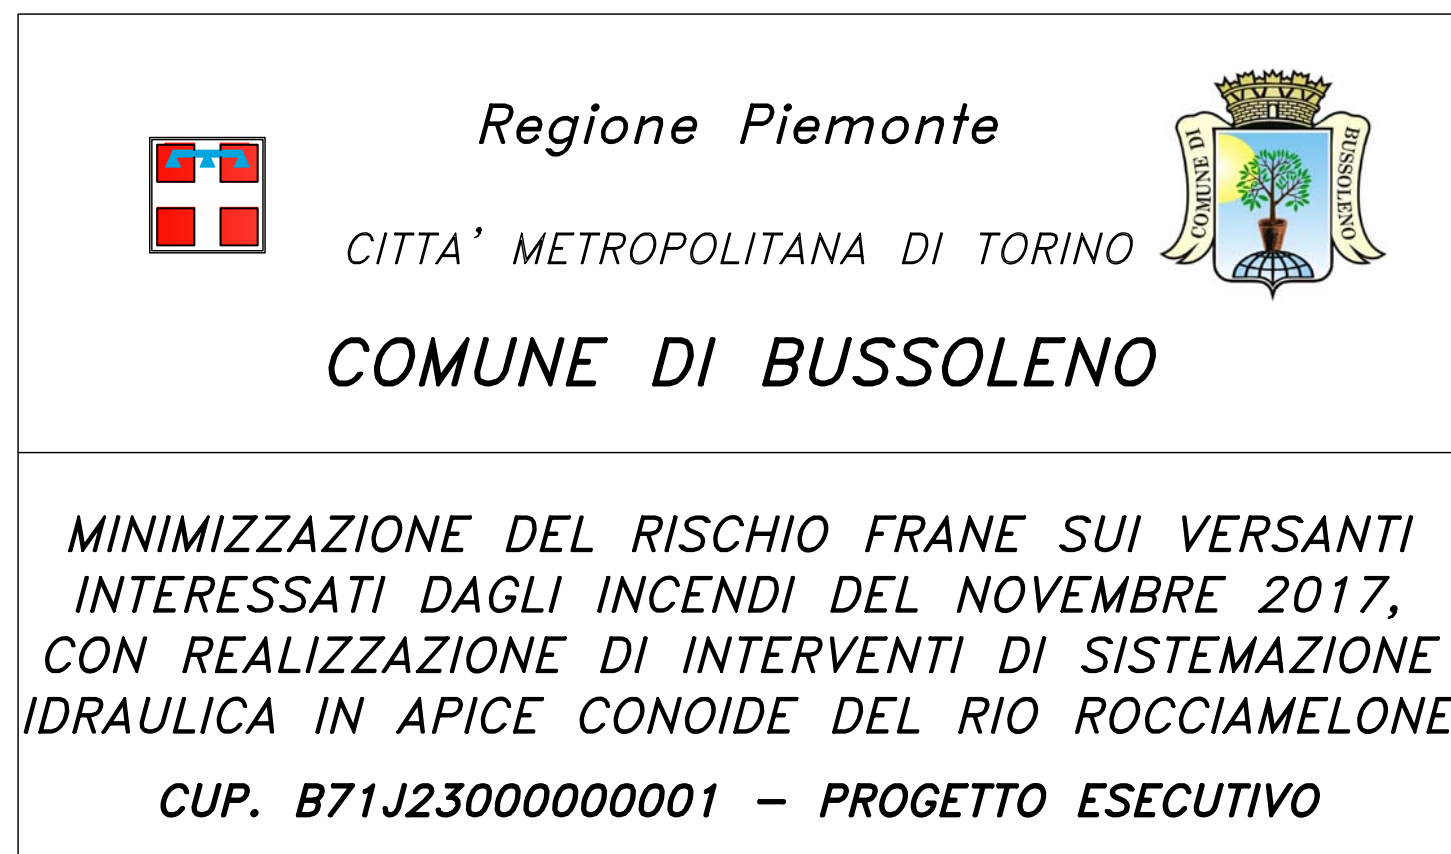 Regione Piemonte
CITTA' METROPOLITANA DI TORINO
COMUNE DI BUSSOLENO
COMUNE DI BUSSOLENO
MINIMIZZAZIONE DEL RISCHIO FRANE SUI VERSANTI
INTERESSATI DAGLI INCENDI DEL NOVEMBRE 2017,
CON REALIZZAZIONE DI INTERVENTI DI SISTEMAZIONE
IDRAULICA IN APICE CONOIDE DEL RIO ROCCIAMELONE
CUP. B71J23000000001 – PROGETTO ESECUTIVO